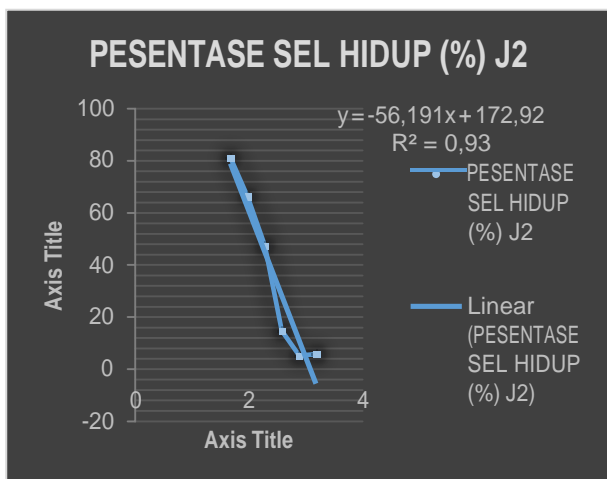 PESENTASE SEL HIDUP (%) J2
y = -56,191x + 172,92
R² = 0,93
100
80
60
40
20
0
-20
0
2
4
Axis Title
Axis Title
PESENTASE
SEL HIDUP
(%) J2
Linear
(PESENTASE
SEL HIDUP
(%) J2)